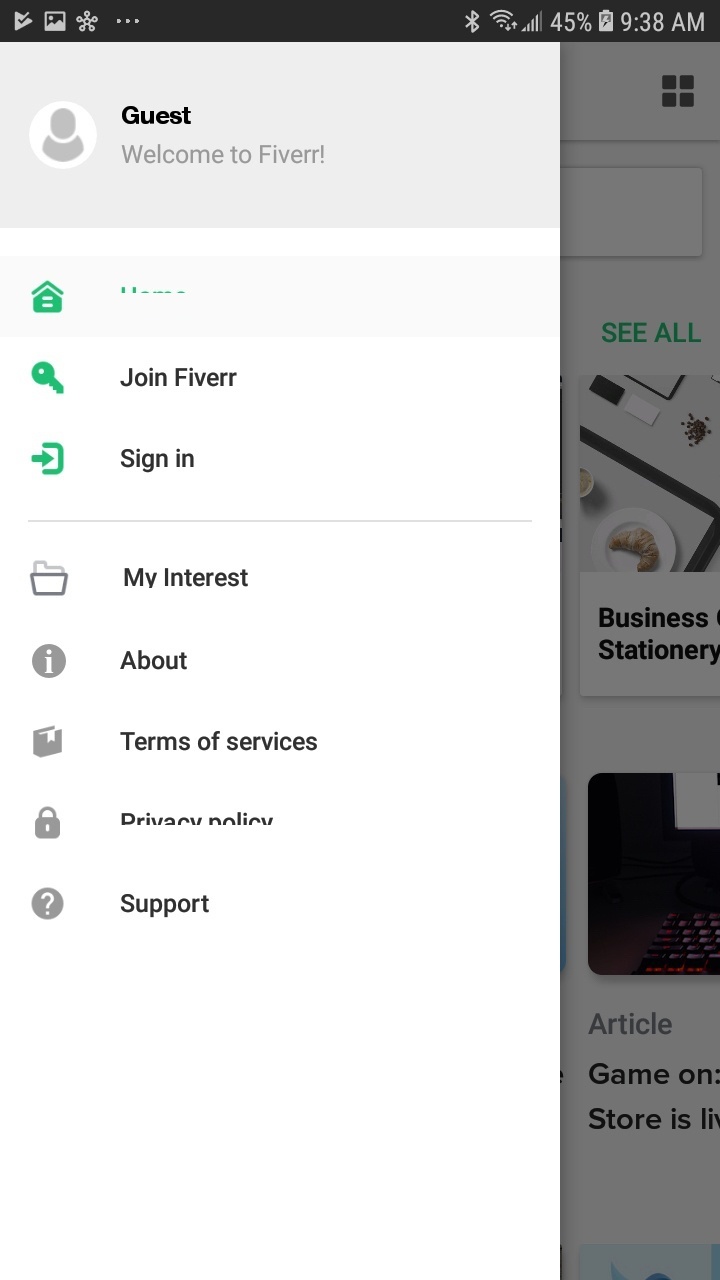 45% 9:38 AM
Guest
Welcome to Fiverr!
Home
SEE ALL
Join Fiverr
Sign in
My Interest
Business
Stationery
About
Terms of services
Privacy policy
Support
Article
Game on:
Store is